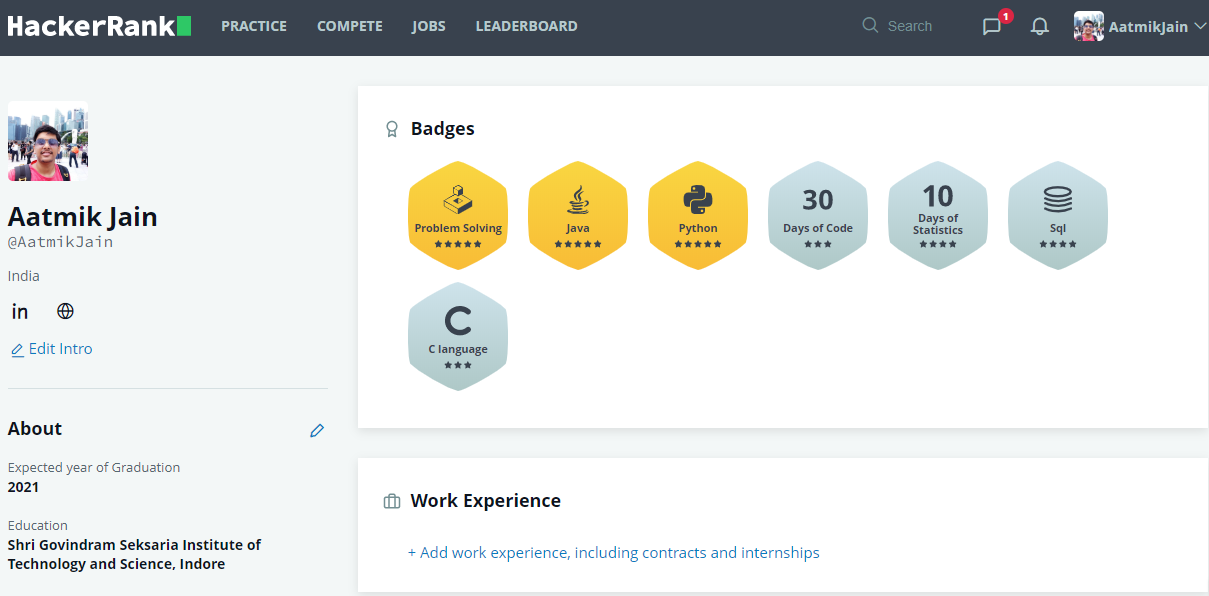 HackerRank
PRACTICE COMPETE JOBS LEADERBOARD
Search
1
AatmikJain
Aatmik Jain
@AatmikJain
India
in
Edit Intro
About
Expected year of Graduation
2021
Education
Shri Govindram Seksaria Institute of
Technology and Science, Indore
Badges
Problem Solving
Java
Python
30
Days of Code
10
Days of
Statistics
Sql
C
C language
Work Experience
+ Add work experience, including contracts and internships